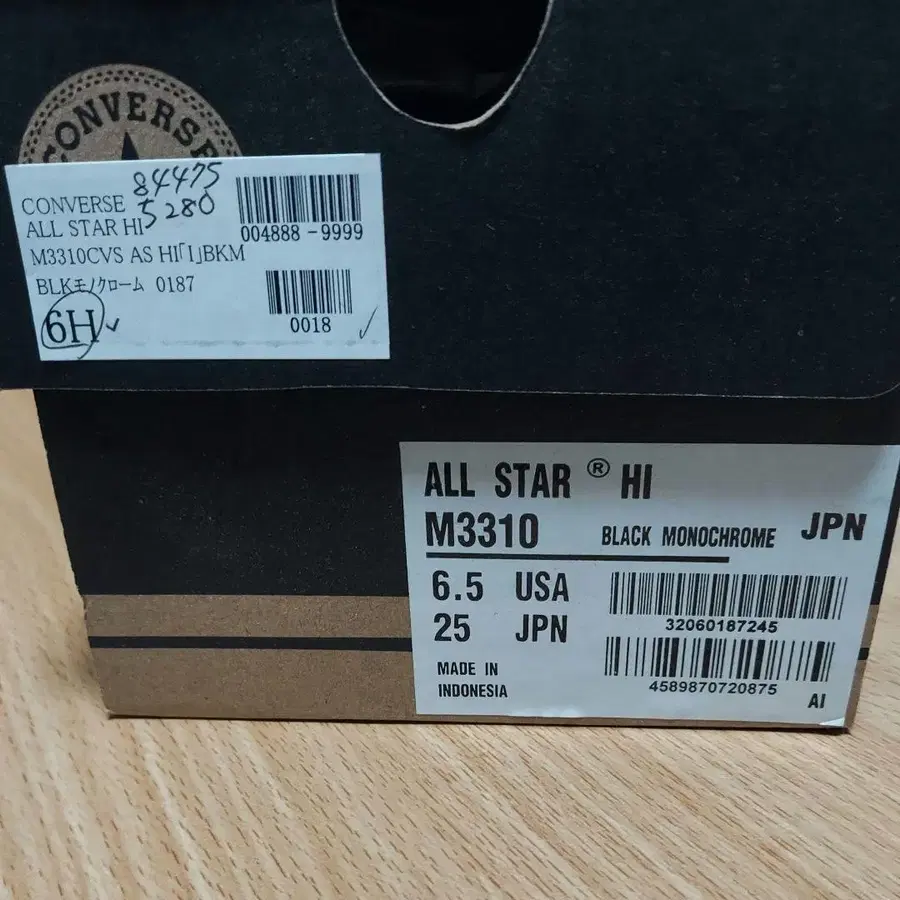 CONVERSE
84475
5280
CONVERSE
ALL STAR HI
M3310CVS AS HI「I」BKM
BLKモノクローム 0187
6H
004888-9999
0018
ALL STAR ® HI
M3310 BLACK MONOCHROME JPN
6.5 USA
25 JPN
MADE IN
INDONESIA
32060187245
4589870720875
AI